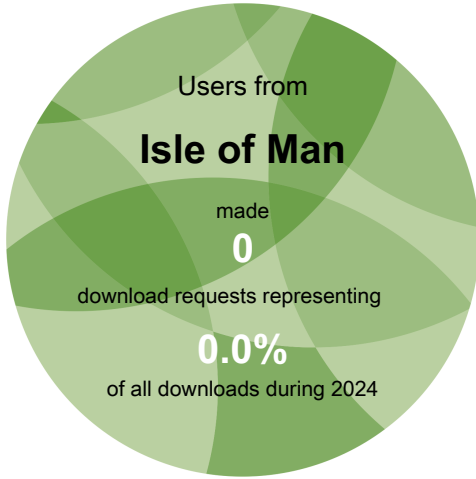 Users from
Isle of Man
made
0
download requests representing
0.0%
of all downloads during 2024